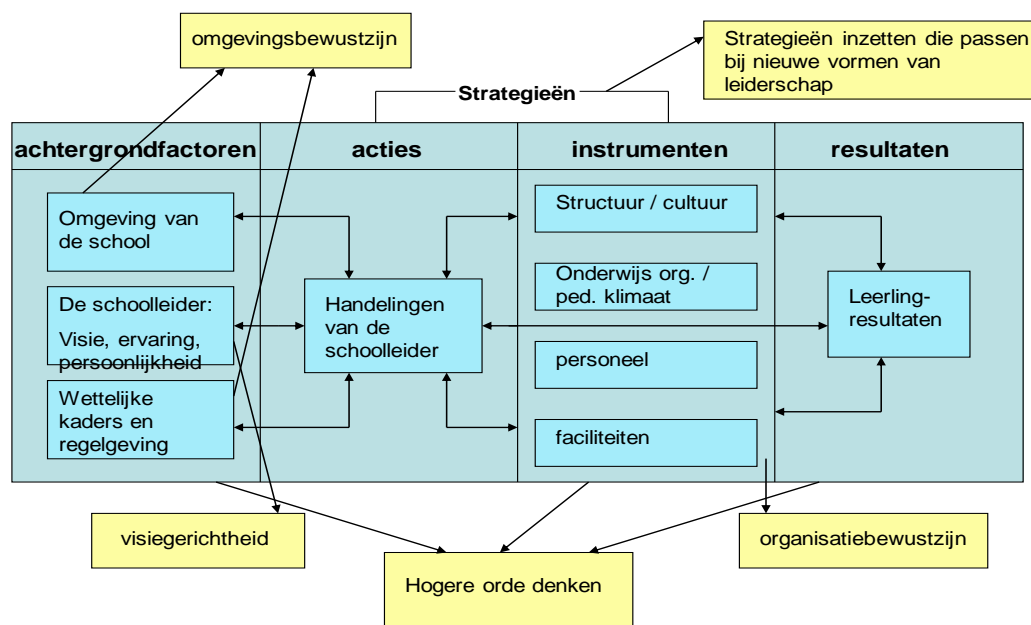 omgevingsbewustzijn
Strategieën inzetten die passen
bij nieuwe vormen van
leiderschap
Strategieën
achtergrondfactoren
acties
instrumenten
resultaten
Omgeving van
de school
De schoolleider:
Visie, ervaring,
persoonlijkheid
Wettelijke
kaders en
regelgeving
Handelingen
van de
schoolleider
Structuur / cultuur
Onderwijs org. /
ped. klimaat
personeel
faciliteiten
Leerling-
resultaten
visiegerichtheid
Hogere orde denken
organisatiebewustzijn